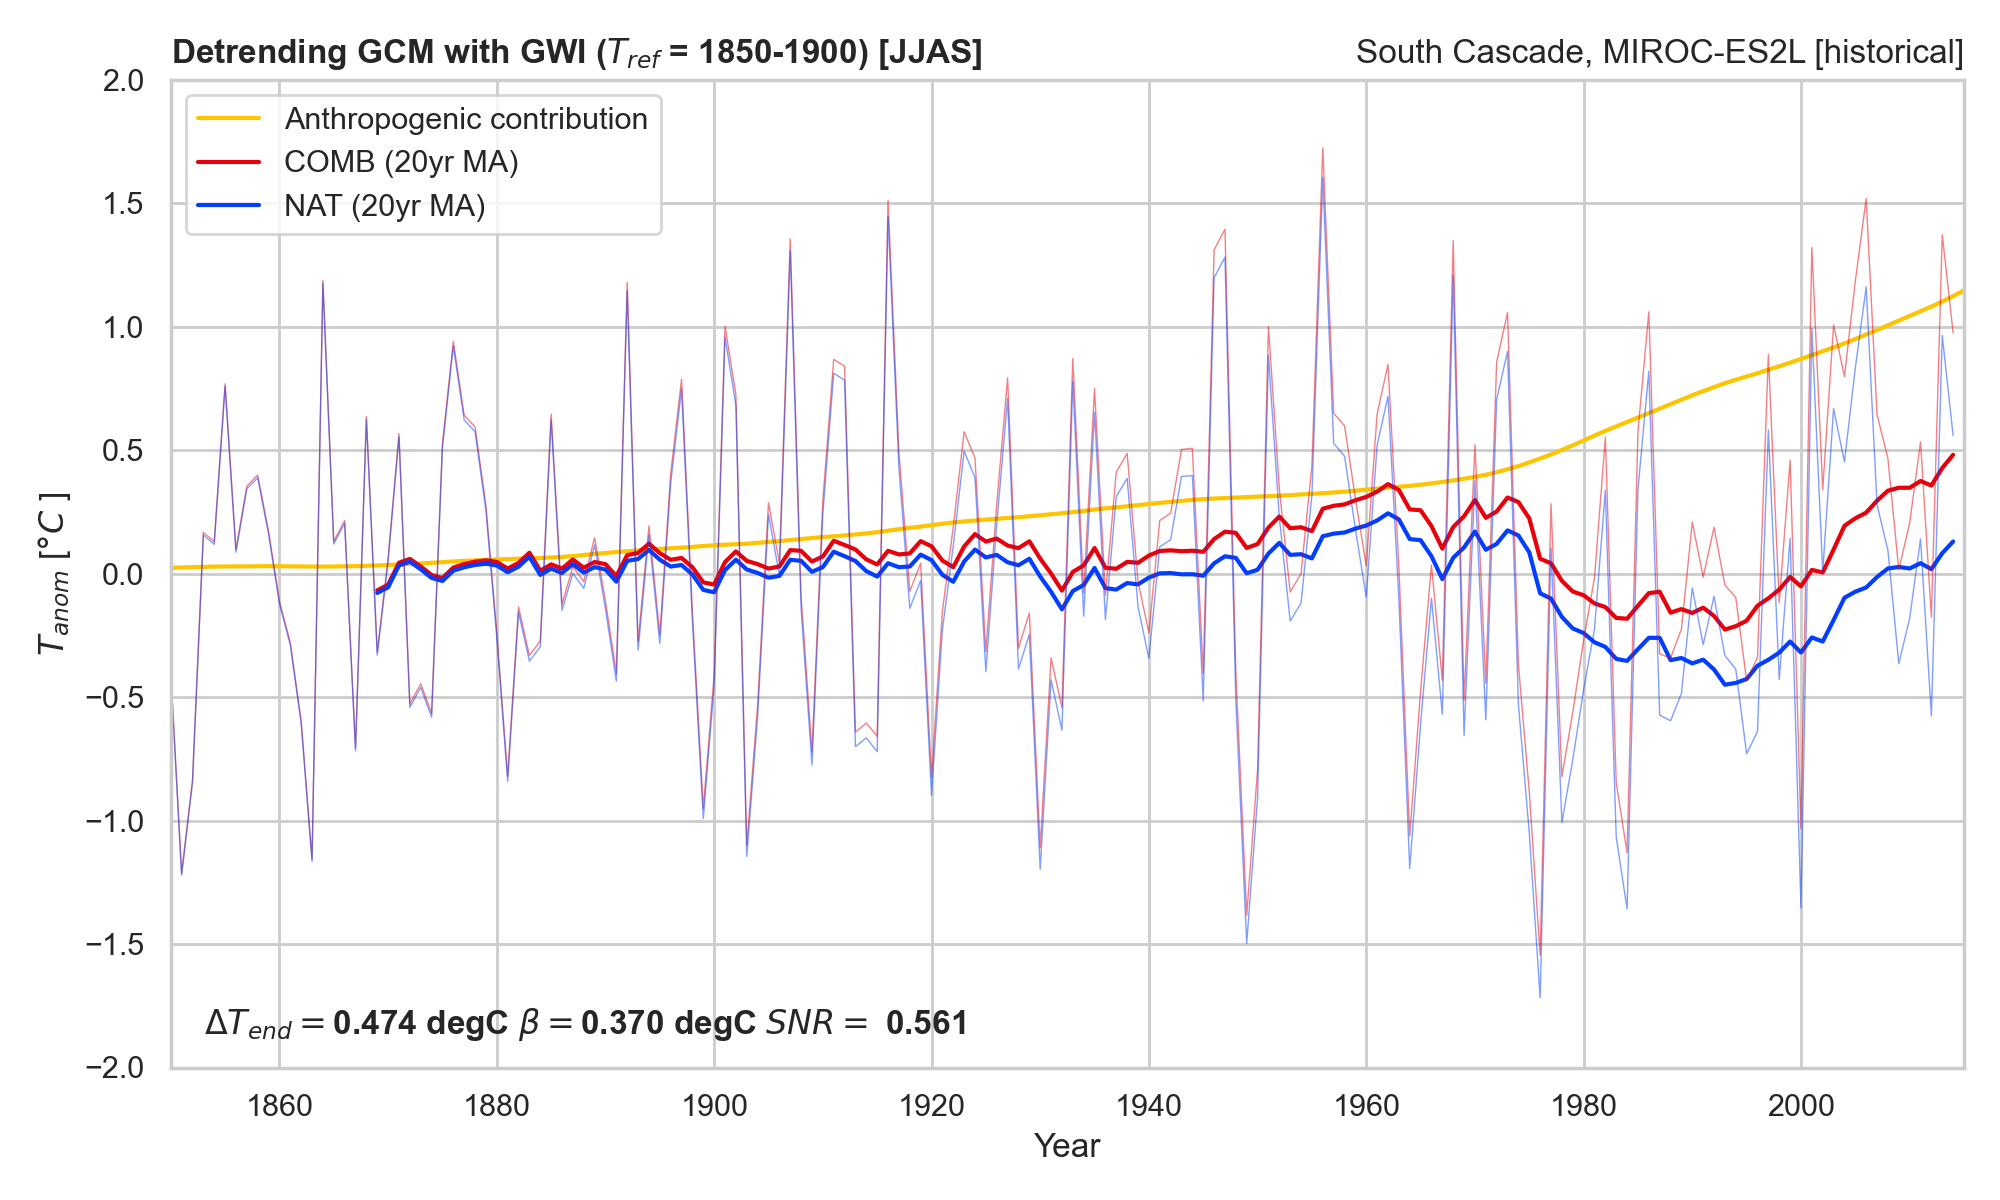 Detrending GCM with GWI (T_ref = 1850-1900) [JJAS]
South Cascade, MIROC-ES2L [historical]
Anthropogenic contribution
COMB (20yr MA)
NAT (20yr MA)
2.0
1.5
1.0
0.5
0.0
−0.5
−1.0
−1.5
−2.0
T_anom [°C]
ΔT_end = 0.474 degC β = 0.370 degC SNR = 0.561
1860 1880 1900 1920 1940 1960 1980 2000
Year